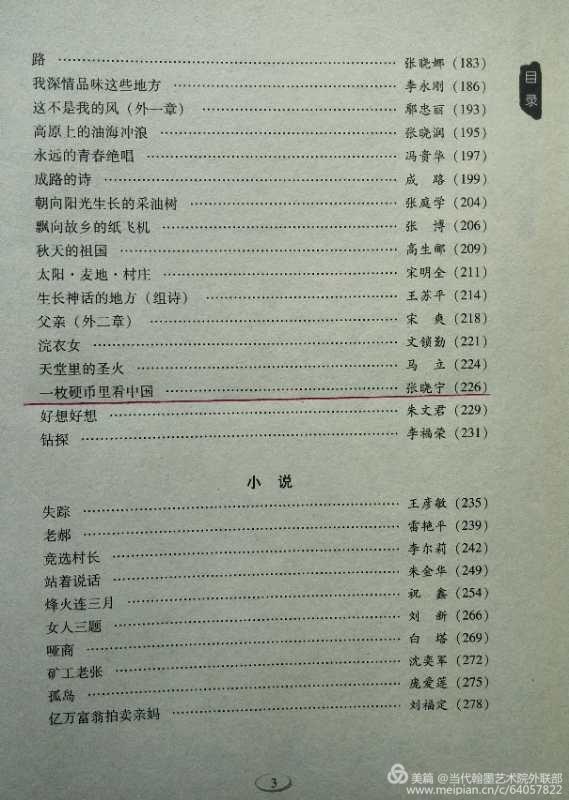 目录
路 …… 张晓娜 (183)
我深情品味这些地方 …… 李永刚 (186)
这不是我的风（外一章） …… 鄢忠丽 (193)
高原上的油海冲浪 …… 张晓润 (195)
永远的青春绝唱 …… 冯贵华 (197)
成路的诗 …… 成 路 (199)
朝向阳光生长的采油树 …… 张庭学 (204)
飘向故乡的纸飞机 …… 张 博 (206)
秋天的祖国 …… 高生郦 (209)
太阳·麦地·村庄 …… 宋明全 (211)
生长神话的地方（组诗） …… 王苏平 (214)
父亲（外二章） …… 宋 爽 (218)
浣衣女 …… 文锁勤 (221)
天堂里的圣火 …… 马 立 (224)
一枚硬币里看中国 …… 张晓宇 (226)
好想好想 …… 朱文君 (229)
钻探 …… 李福荣 (231)
小 说
失踪 …… 王彦敏 (235)
老郝 …… 雷艳平 (239)
竞选村长 …… 李尔莉 (242)
站着说话 …… 朱金华 (249)
烽火连三月 …… 祝 鑫 (254)
女人三题 …… 刘 新 (266)
哑商 …… 白 塔 (269)
矿工老张 …… 沈奕军 (272)
孤岛 …… 庞爱莲 (275)
亿万富翁拍卖亲妈 …… 刘福定 (278)
3
美篇 @当代翰墨艺术院外联部
www.meipian.cn/c/64057822